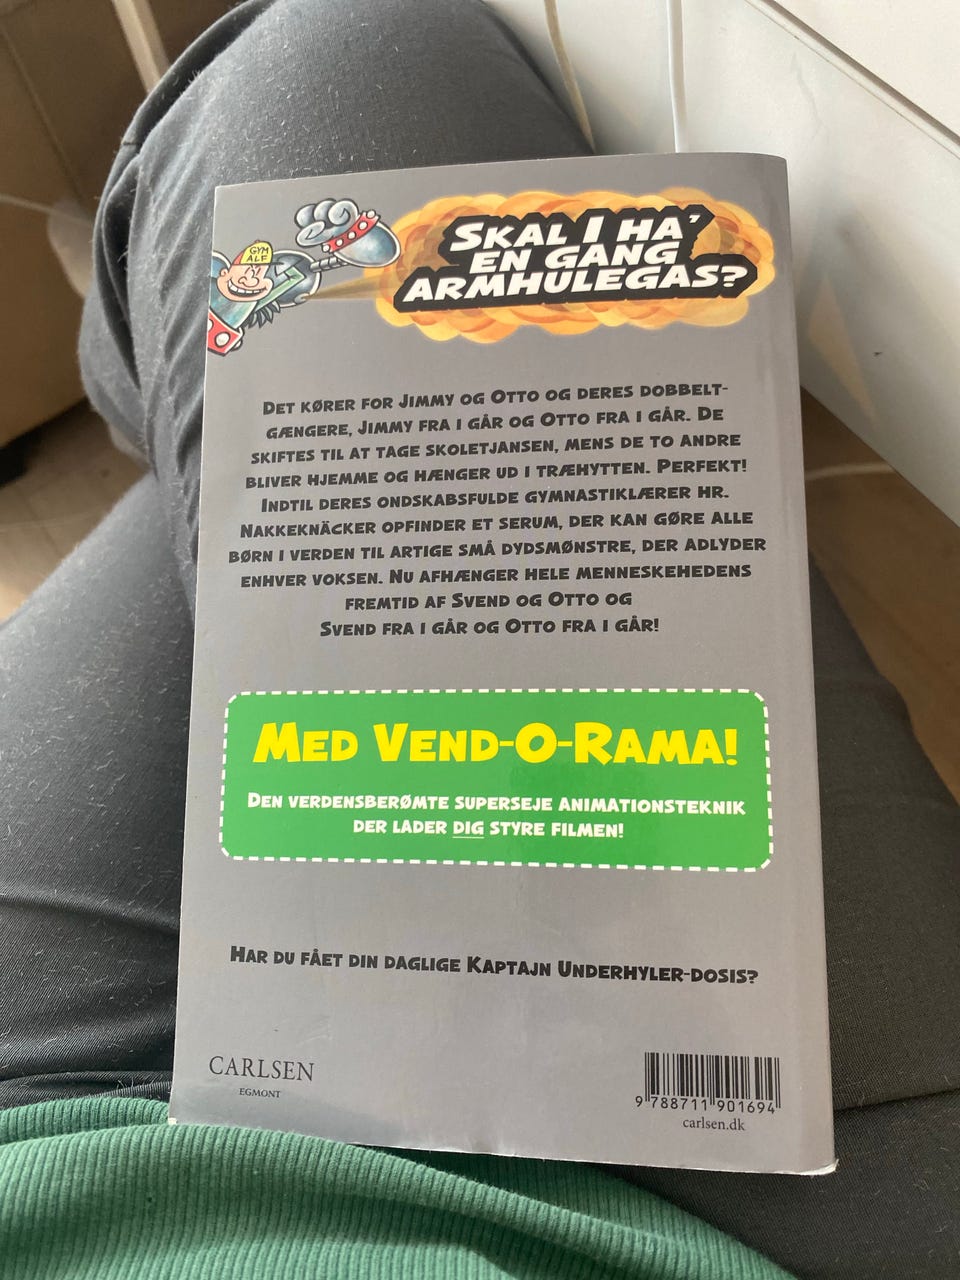 GYM
ALF
SKAL I HA'
EN GANG
ARMHULEGAS?
DET KØRER FOR JIMMY OG OTTO OG DERES DOBBELT-
GÆNGERE, JIMMY FRA I GÅR OG OTTO FRA I GÅR. DE
SKIFTES TIL AT TAGE SKOLETJANSEN, MENS DE TO ANDRE
BLIVER HJEMME OG HÆNGER UD I TRÆHYTTEN. PERFEKT!
INDTIL DERES ONDSKABSFULDE GYMNASTIKLÆRER HR.
NAKKEKNÄCKER OPFINDER ET SERUM, DER KAN GØRE ALLE
BØRN I VERDEN TIL ARTIGE SMÅ DYDSMØNSTRE, DER ADLYDER
ENHVER VOKSEN. NU AFHÆNGER HELE MENNESKEHEDENS
FREMTID AF SVEND OG OTTO OG
SVEND FRA I GÅR OG OTTO FRA I GÅR!
MED VEND-O-RAMA!
DEN VERDENSBERØMTE SUPERSEJE ANIMATIONSTEKNIK
DER LADER DIG STYRE FILMEN!
HAR DU FÅET DIN DAGLIGE KAPTAJN UNDERHYLER-DOSIS?
CARLSEN
EGMONT
9 788711 901694
carlsen.dk